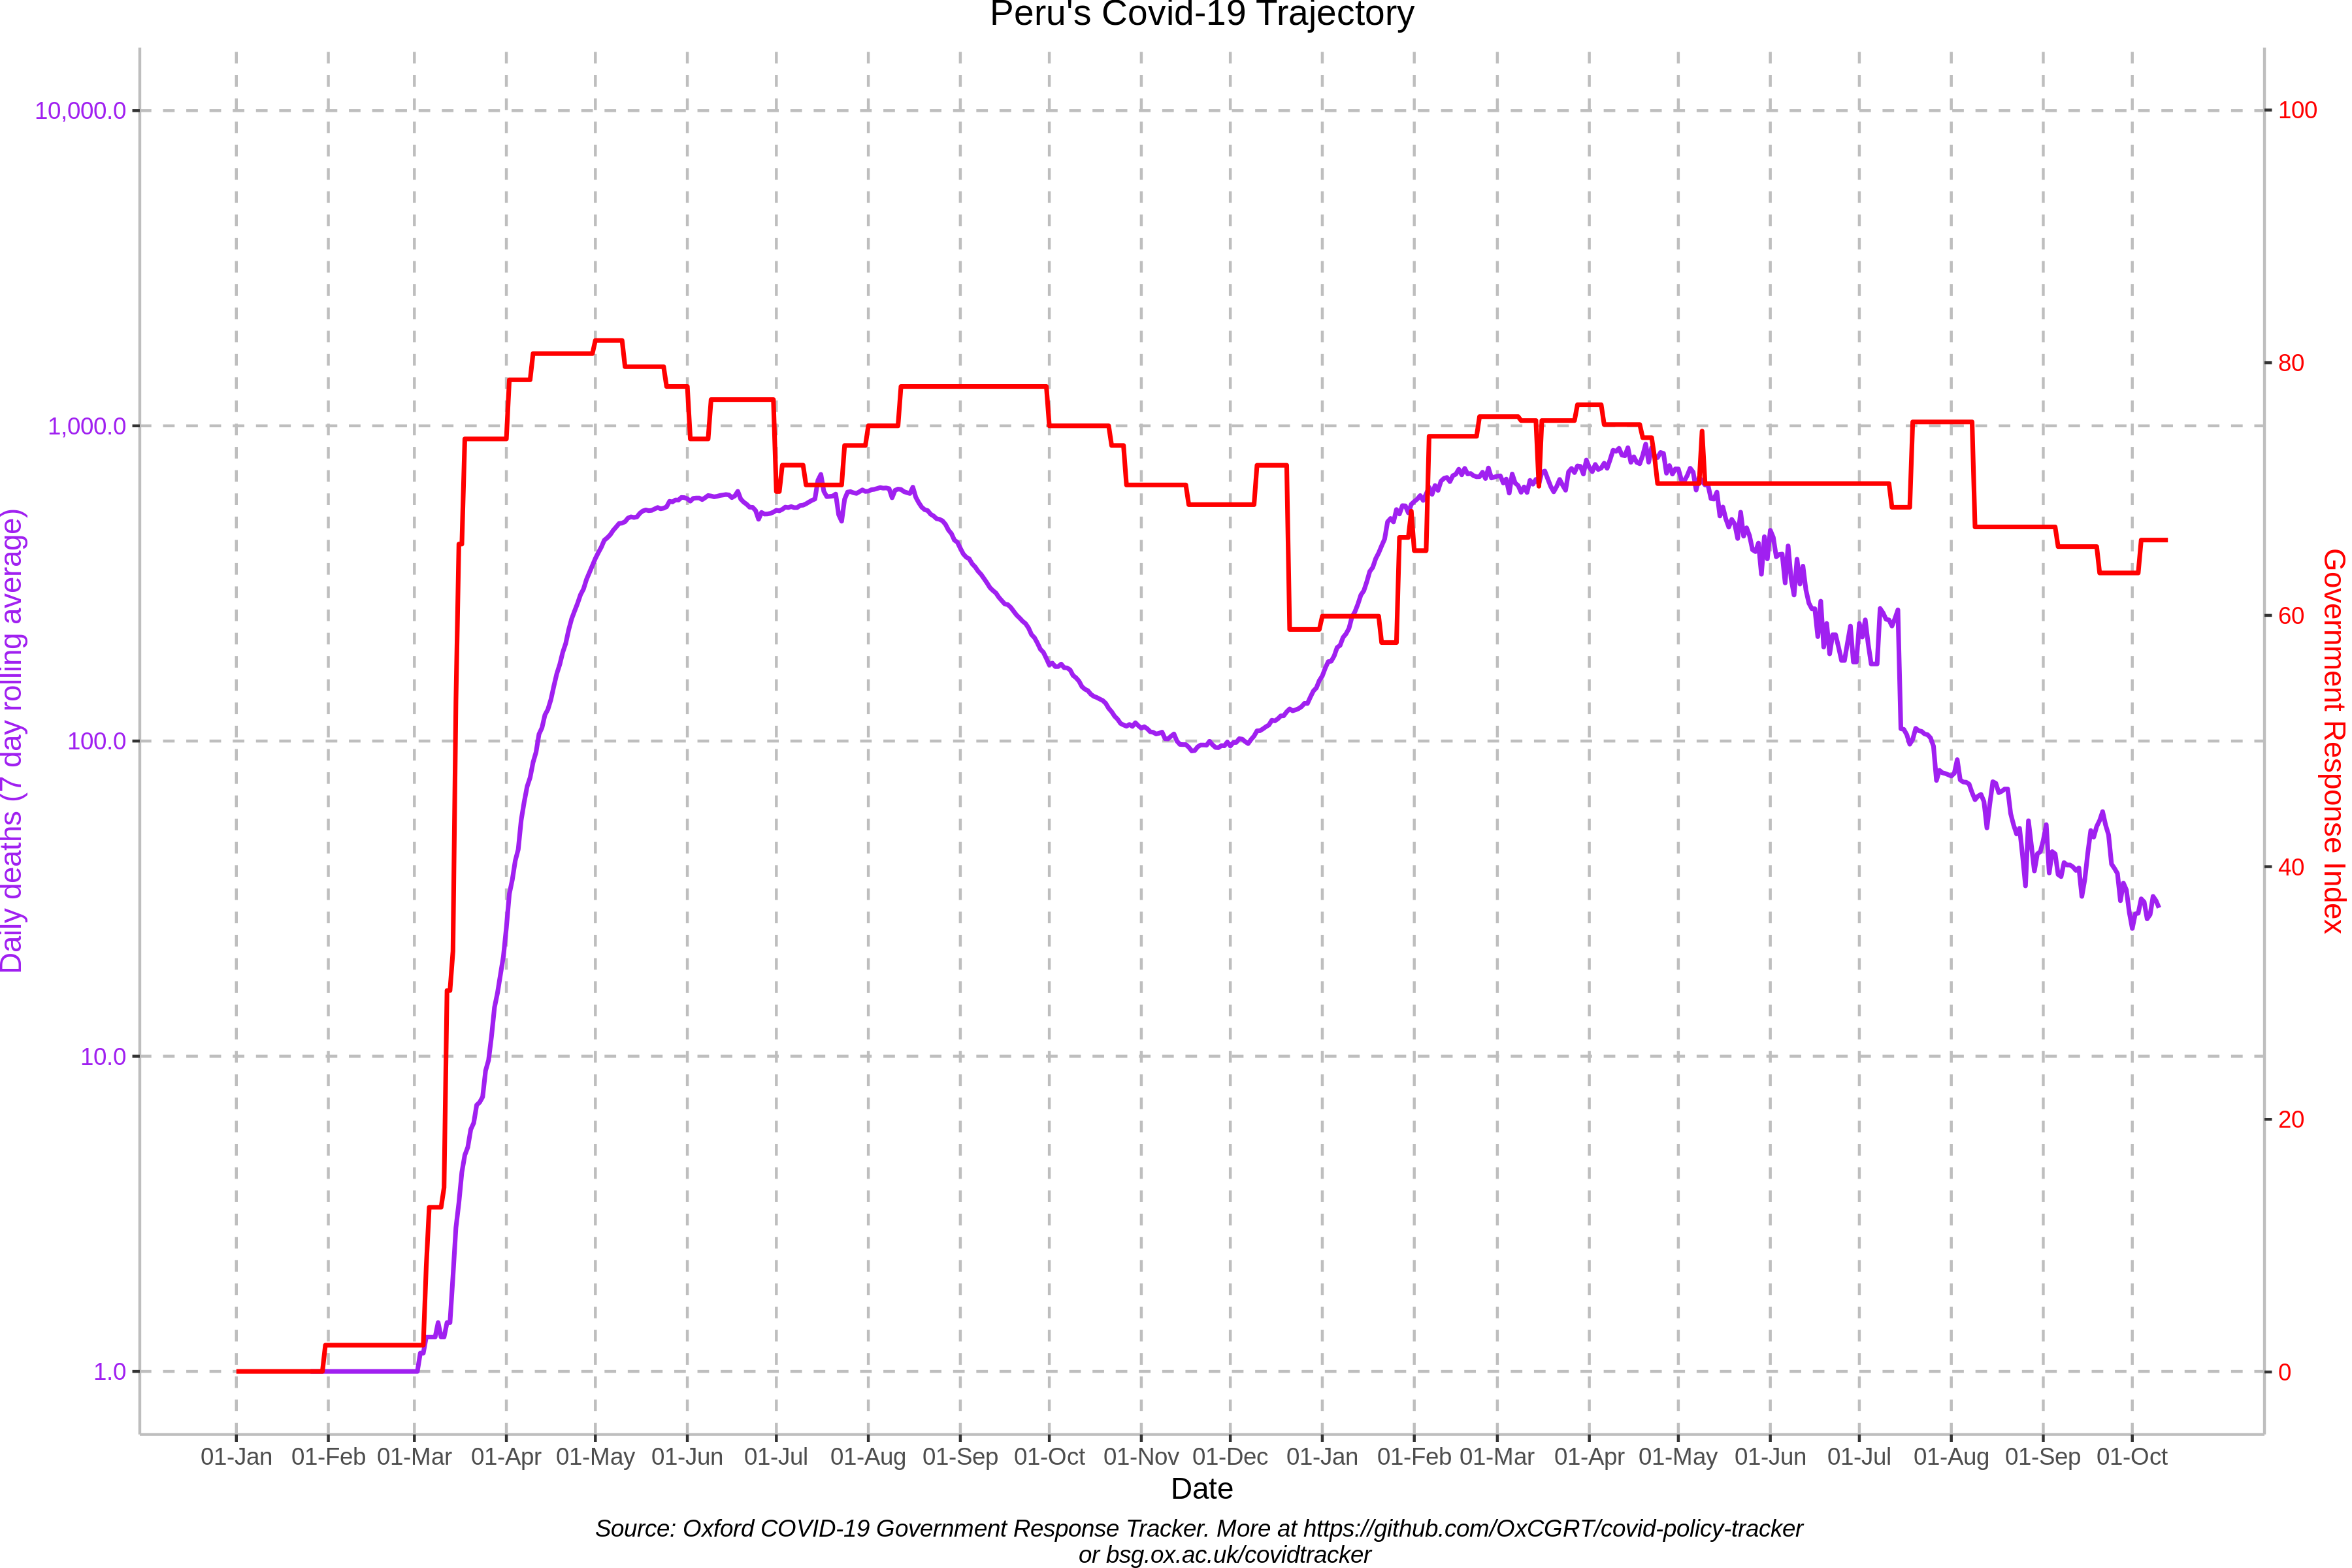 Peru's Covid-19 Trajectory
10,000.0
1,000.0
100.0
10.0
1.0
Daily deaths (7 day rolling average)
100
80
60
40
20
0
Government Response Index
01-Jan 01-Feb 01-Mar 01-Apr 01-May 01-Jun 01-Jul 01-Aug 01-Sep 01-Oct 01-Nov 01-Dec 01-Jan 01-Feb 01-Mar 01-Apr 01-May 01-Jun 01-Jul 01-Aug 01-Sep 01-Oct
Date
Source: Oxford COVID-19 Government Response Tracker. More at https://github.com/OxCGRT/covid-policy-tracker
or bsg.ox.ac.uk/covidtracker